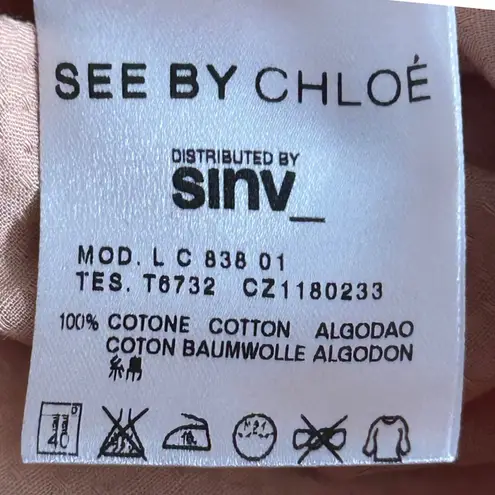 SEE BY CHLOÉ
DISTRIBUTED BY
sinv_
MOD. L C 838 01
TES. T6732 CZ1180233
100% COTONE COTTON ALGODAO
COTON BAUMWOLLE ALGODON
40